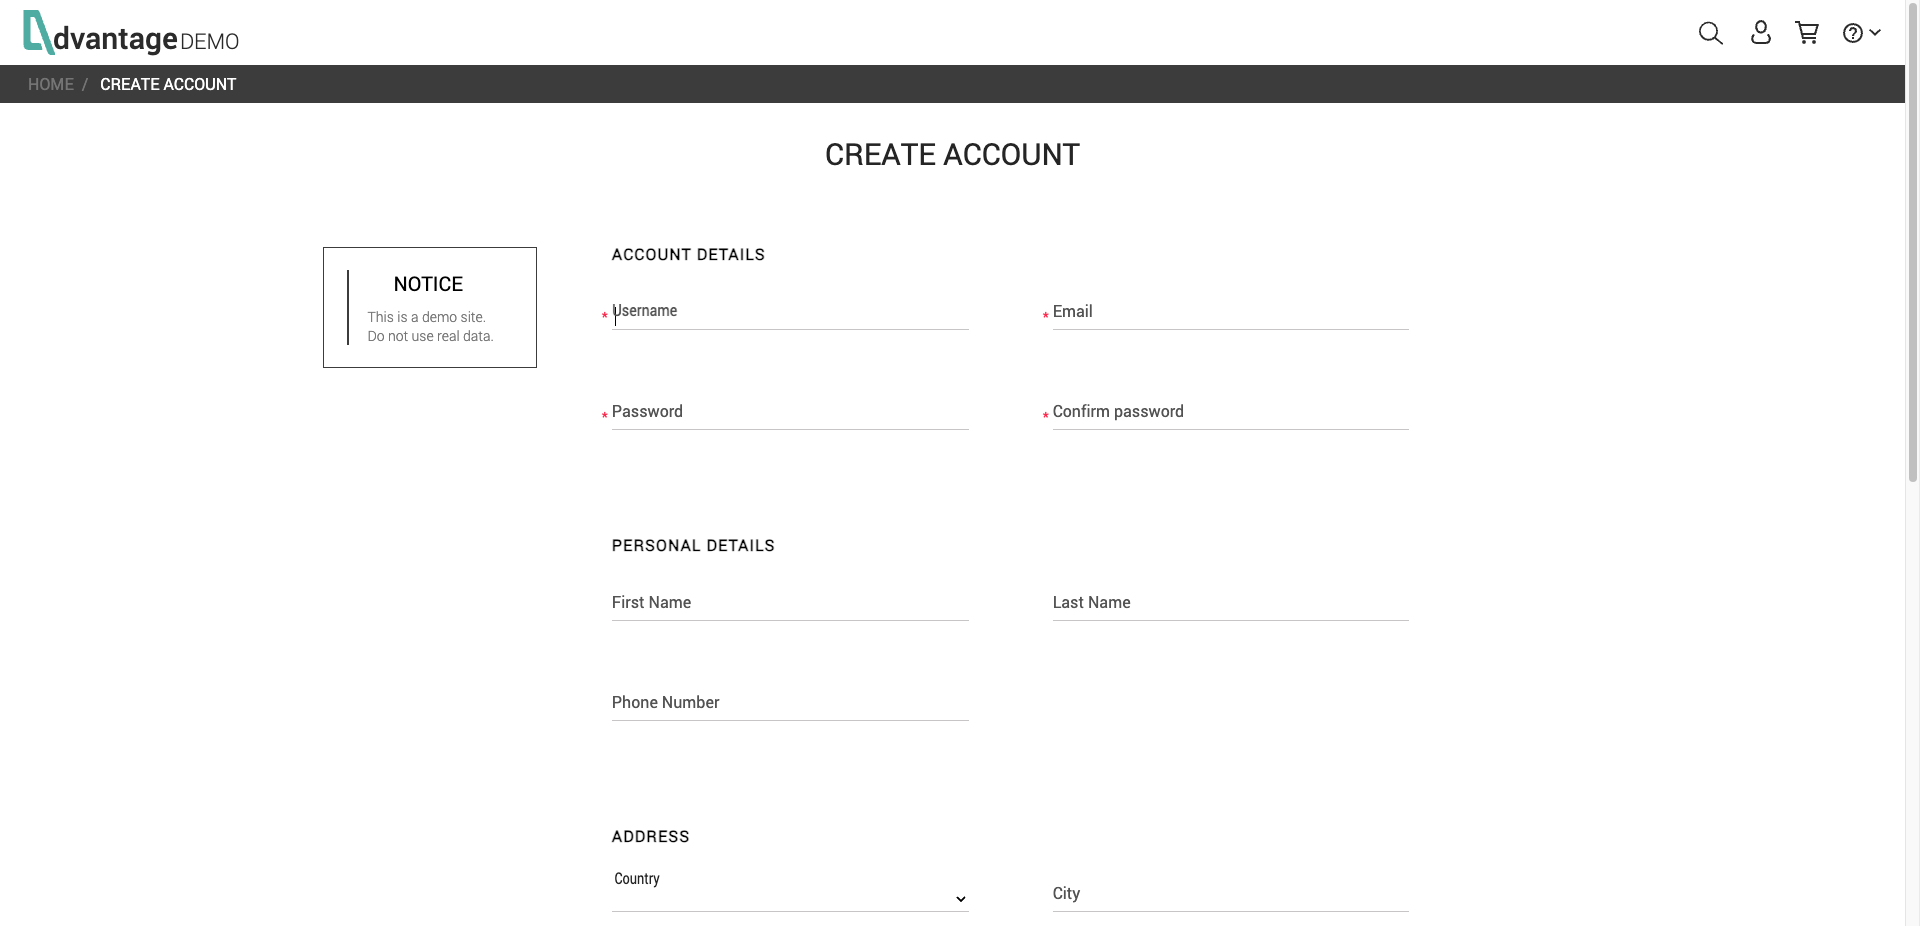 dvantage DEMO
HOME / CREATE ACCOUNT
CREATE ACCOUNT
NOTICE
This is a demo site.
Do not use real data.
ACCOUNT DETAILS
* Username
* Email
* Password
* Confirm password
PERSONAL DETAILS
First Name
Last Name
Phone Number
ADDRESS
Country
City